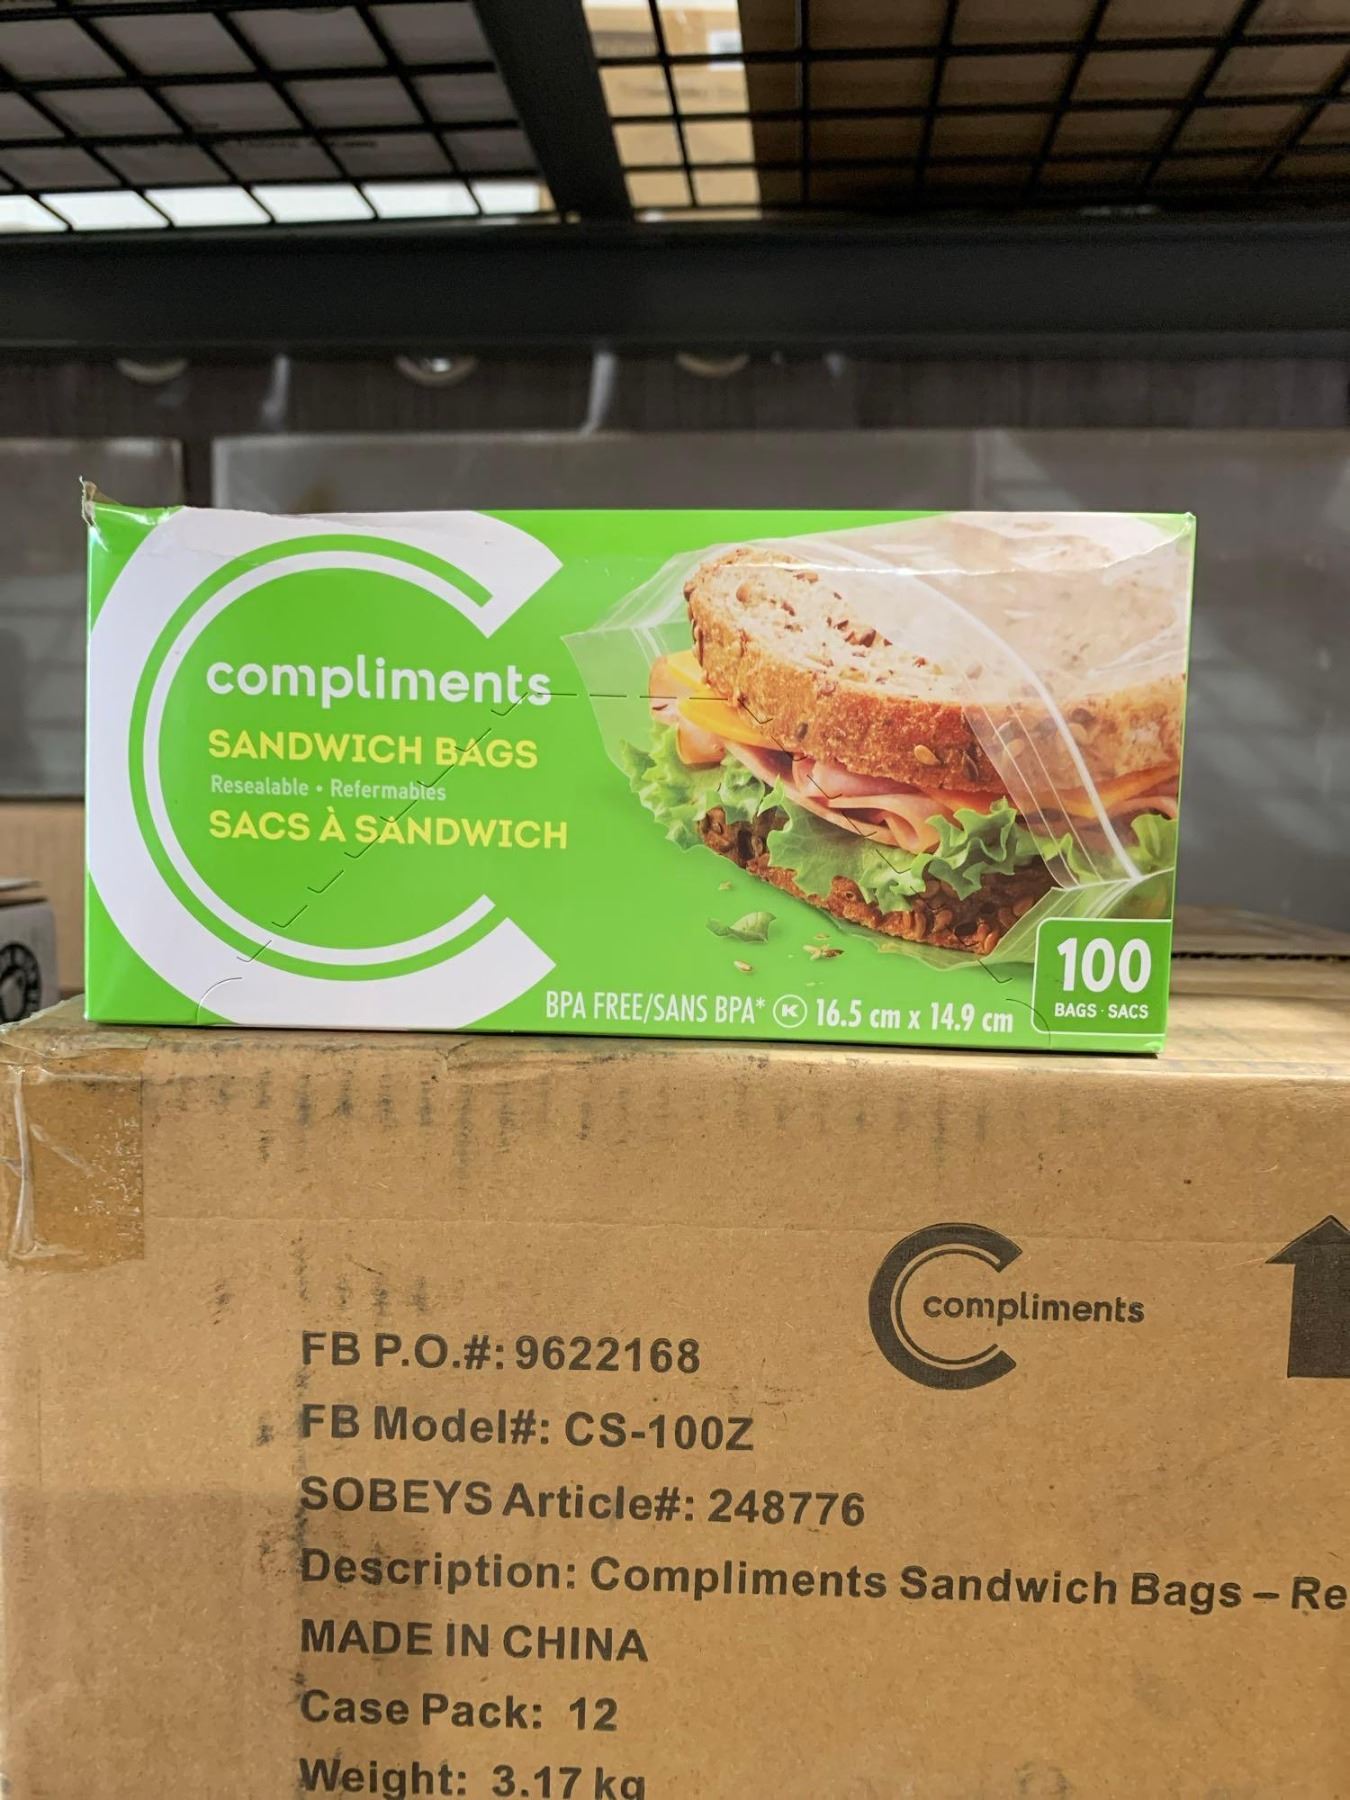 compliments
SANDWICH BAGS
Resealable • Refermables
SACS À SANDWICH
BPA FREE/SANS BPA* K 16.5 cm x 14.9 cm
100
BAGS · SACS
compliments
FB P.O.#: 9622168
FB Model#: CS-100Z
SOBEYS Article#: 248776
Description: Compliments Sandwich Bags – Re
MADE IN CHINA
Case Pack: 12
Weight: 3.17 kg